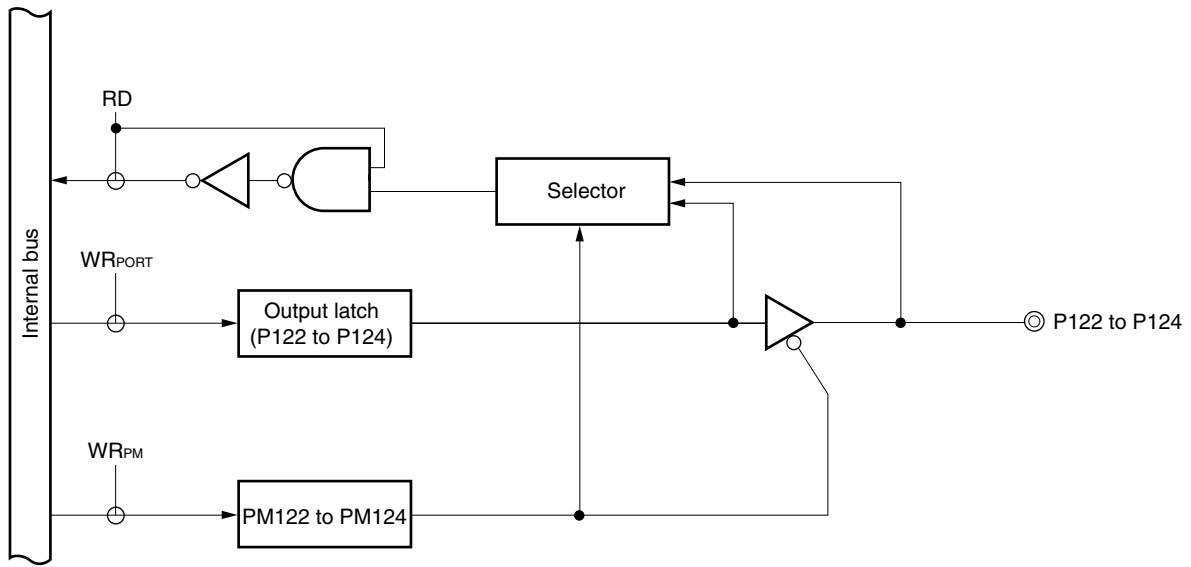 RD
Selector
Internal bus
WRPORT
Output latch
(P122 to P124)
P122 to P124
WRPM
PM122 to PM124